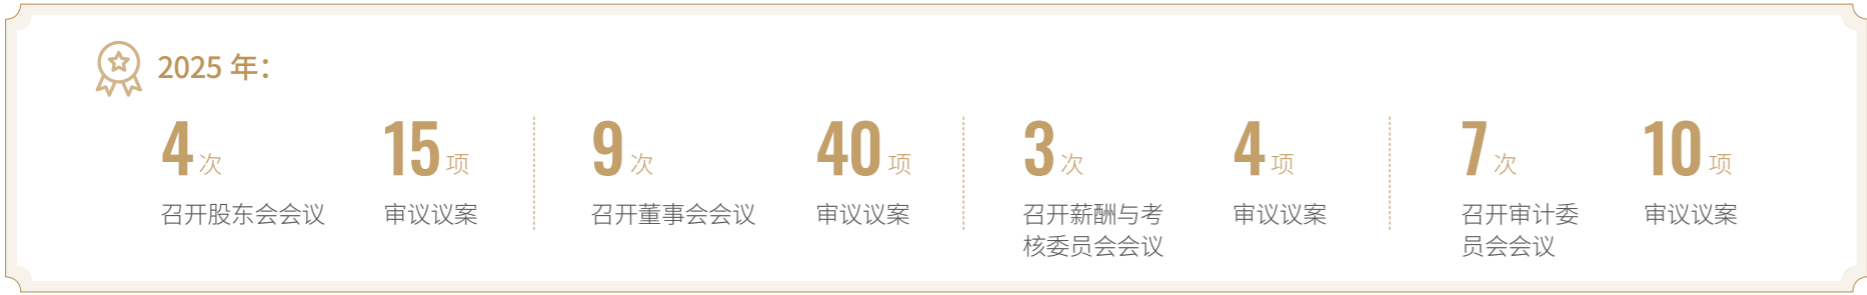 2025 年：
4 次
召开股东会会议
15 项
审议议案
9 次
召开董事会会议
40 项
审议议案
3 次
召开薪酬与考
核委员会会议
4 项
审议议案
7 次
召开审计委
员会会议
10 项
审议议案